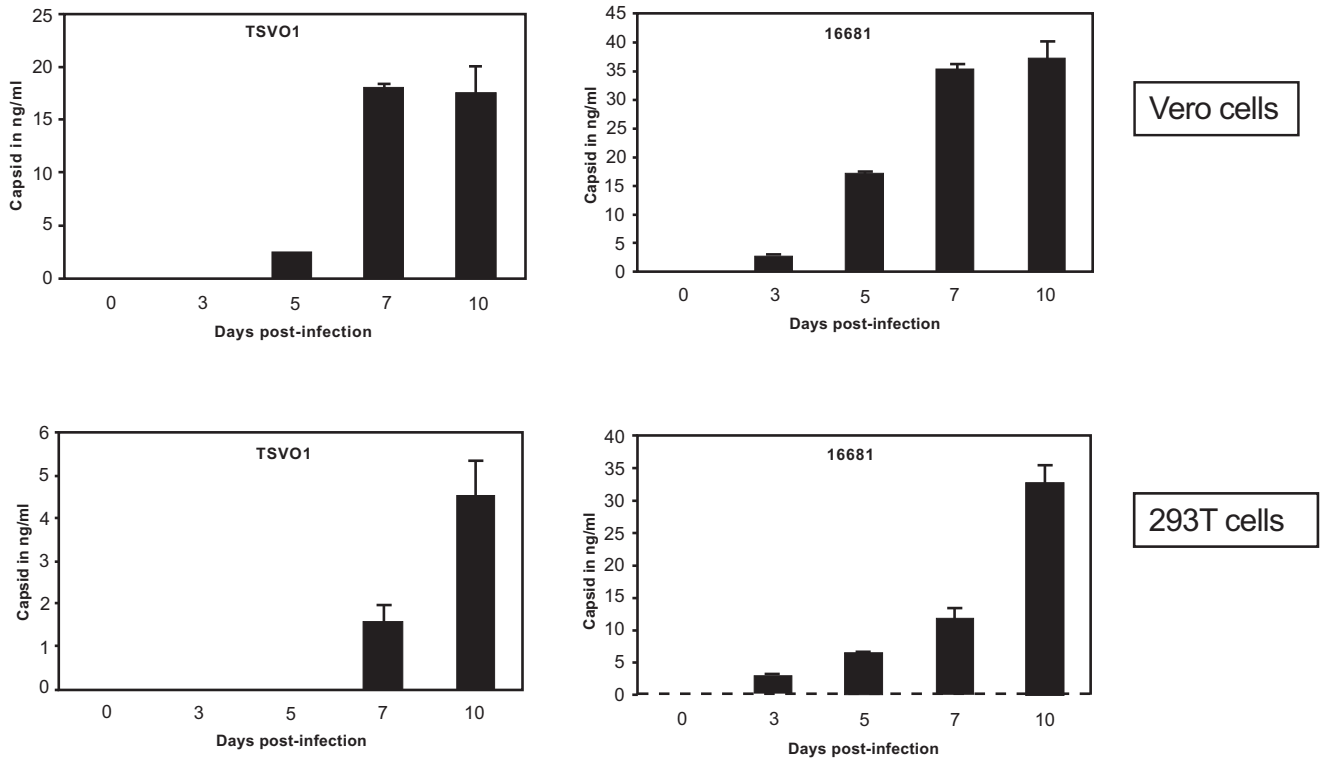 TSVO1
25
20
15
10
5
0
Capsid in ng/ml
0 3 5 7 10
Days post-infection
16681
45
40
35
30
25
20
15
10
5
0
Capsid in ng/ml
0 3 5 7 10
Days post-infection
Vero cells
TSVO1
6
5
4
3
2
1
0
Capsid in ng/ml
0 3 5 7 10
Days post-infection
16681
40
35
30
25
20
15
10
5
0
Capsid in ng/ml
0 3 5 7 10
Days post-infection
293T cells